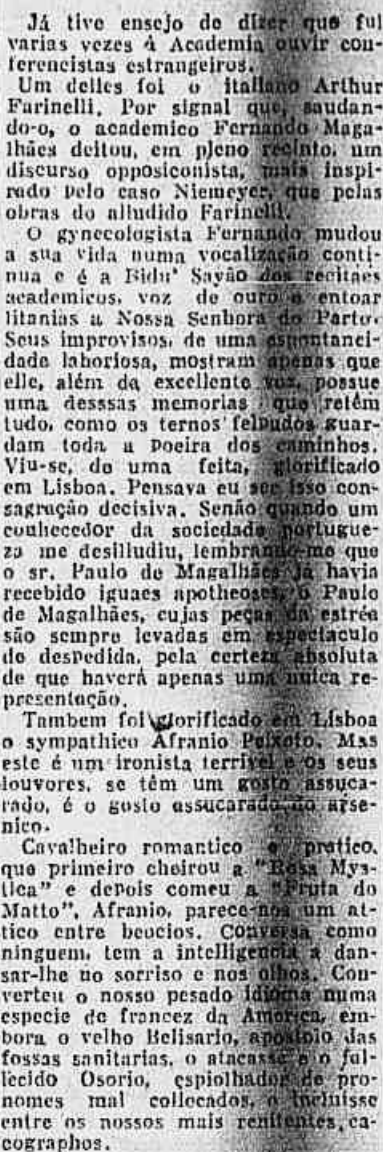 Já tive ensejo de dizer que fui
varias vezes á Academia ouvir con-
ferencistas estrangeiros.
Um delles foi o italiano Arthur
Farinelli. Por signal que, saudan-
do-o, o academico Fernando Maga-
lhães deitou, em pleno recinto, um
discurso opposiconista, mais inspi-
rado pelo caso Niemeyer, que pelas
obras do alludido Farinelli.
O gynecologista Fernando mudou
a sua vida numa vocalização conti-
nua e é a Bidu' Sayão dos recitaes
academicos, voz de ouro a entoar
litanias a Nossa Senhora do Parto.
Seus improvisos, de uma espontanei-
dade laboriosa, mostram apenas que
elle, além da excellente voz, possue
uma desssas memorias que retêm
tudo, como os ternos felpudos guar-
dam toda a poeira dos caminhos.
Viu-se, de uma feita, glorificado
em Lisboa. Pensava eu ser isso con-
sagração decisiva. Senão quando um
conhecedor da sociedade portugue-
za me desilludiu, lembrando-me que
o sr. Paulo de Magalhães já havia
recebido iguaes apotheoses, o Paulo
de Magalhães, cujas peças da estréa
são sempre levadas em espectaculo
de despedida, pela certeza absoluta
de que haverá apenas uma unica re-
presentação.
Tambem foi glorificado em Lisboa
o sympathico Afranio Peixoto. Mas
este é um ironista terrivel e os seus
louvores, se têm um gosto assuca-
rado, é o gosto assucarado do arse-
nico.
Cavalheiro romantico e pratico,
que primeiro cheirou a "Rosa Mys-
tica" e depois comeu a "Fruta do
Matto", Afranio, parece-nos um at-
tico entre beocios. Conversa como
ninguem, tem a intelligencia a dan-
sar-lhe no sorriso e nos olhos. Con-
verteu o nosso pesado idioma numa
especie de francez da America, em-
bora o velho Belisario, apostolo das
fossas sanitarias, o atacasse e o fal-
lecido Osorio, espiolhador de pro-
nomes mal collocados, o incluisse
entre os nossos mais renitentes ca-
cographos.